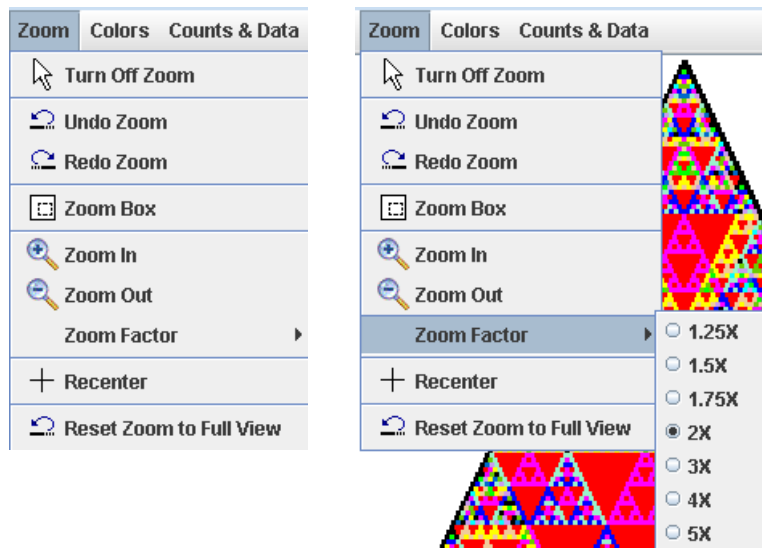 Zoom Colors Counts & Data
Turn Off Zoom
Undo Zoom
Redo Zoom
Zoom Box
Zoom In
Zoom Out
Zoom Factor
Recenter
Reset Zoom to Full View
Zoom Colors Counts & Data
Turn Off Zoom
Undo Zoom
Redo Zoom
Zoom Box
Zoom In
Zoom Out
Zoom Factor
Recenter
Reset Zoom to Full View
1.25X
1.5X
1.75X
2X
3X
4X
5X